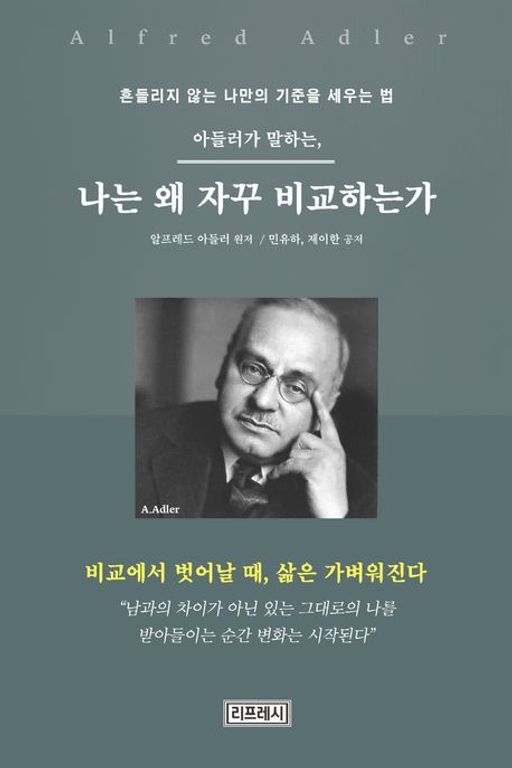 Alfred Adler
흔들리지 않는 나만의 기준을 세우는 법
아들러가 말하는,
나는 왜 자꾸 비교하는가
알프레드 아들러 원저 / 민유하, 제이한 공저
A.Adler
비교에서 벗어날 때, 삶은 가벼워진다
“남과의 차이가 아닌 있는 그대로의 나를
받아들이는 순간 변화는 시작된다”
리프레시